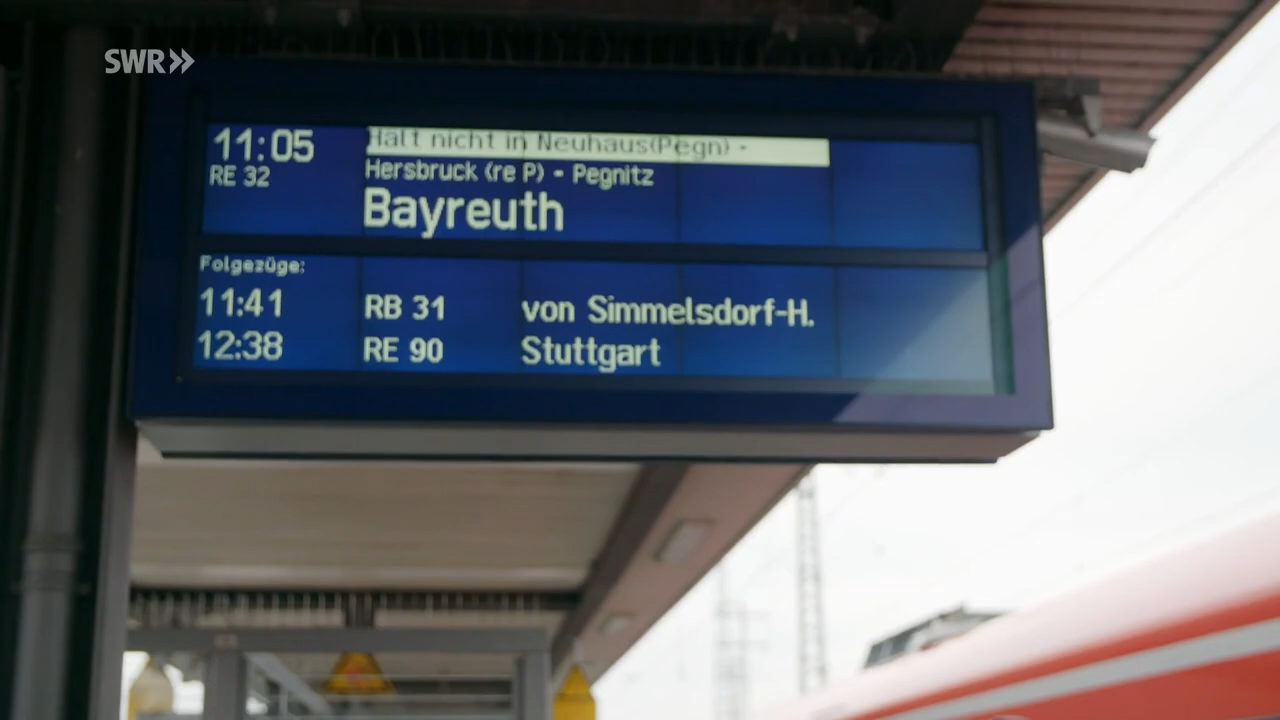 SWR»
11:05
Halt nicht in Neuhaus(Pegn) -
RE 32
Hersbruck (re P) - Pegnitz
Bayreuth
Folgezüge:
11:41 RB 31 von Simmelsdorf-H.
12:38 RE 90 Stuttgart